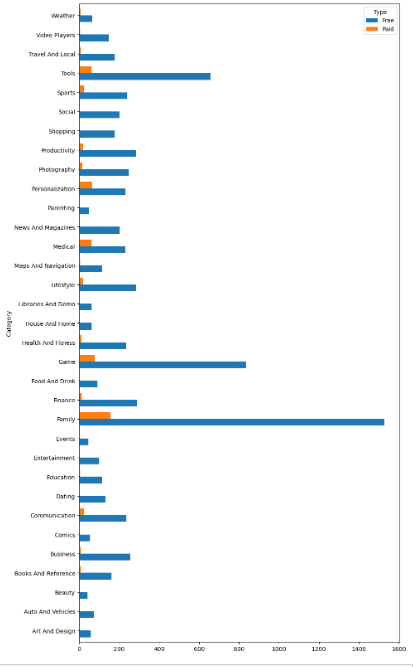 Type
Free
Paid
Weather
Video Players
Travel And Local
Tools
Sports
Social
Shopping
Productivity
Photography
Personalization
Parenting
News And Magazines
Medical
Maps And Navigation
Lifestyle
Libraries And Demo
House And Home
Health And Fitness
Game
Food And Drink
Finance
Family
Events
Entertainment
Education
Dating
Communication
Comics
Business
Books And Reference
Beauty
Auto And Vehicles
Art And Design
Category
0 200 400 600 800 1000 1200 1400 1600